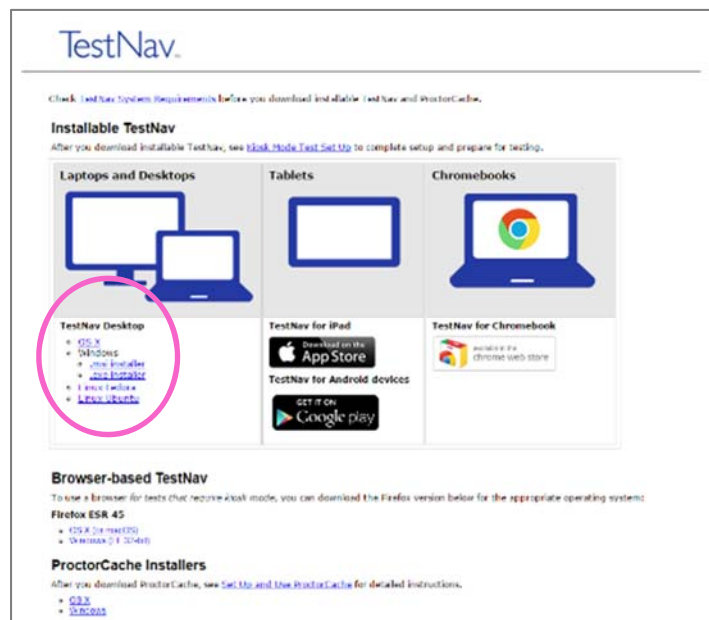 TestNav™
Check TestNav System Requirements before you download installable TestNav and ProctorCache.
Installable TestNav
After you download installable TestNav, see Kiosk Mode Test Set Up to complete setup and prepare for testing.
Laptops and Desktops
Tablets
Chromebooks
TestNav Desktop
OS X
Windows
.msi installer
.exe installer
Linux Fedora
Linux Ubuntu
TestNav for iPad
Download on the
App Store
TestNav for Android devices
GET IT ON
Google play
TestNav for Chromebook
available in the
chrome web store
Browser-based TestNav
To use a browser for tests that require kiosk mode, you can download the Firefox version below for the appropriate operating system:
Firefox ESR 45
OS X (or macOS)
Windows
ProctorCache Installers
After you download ProctorCache, see Set Up and Use ProctorCache for detailed instructions.
OS X
Windows